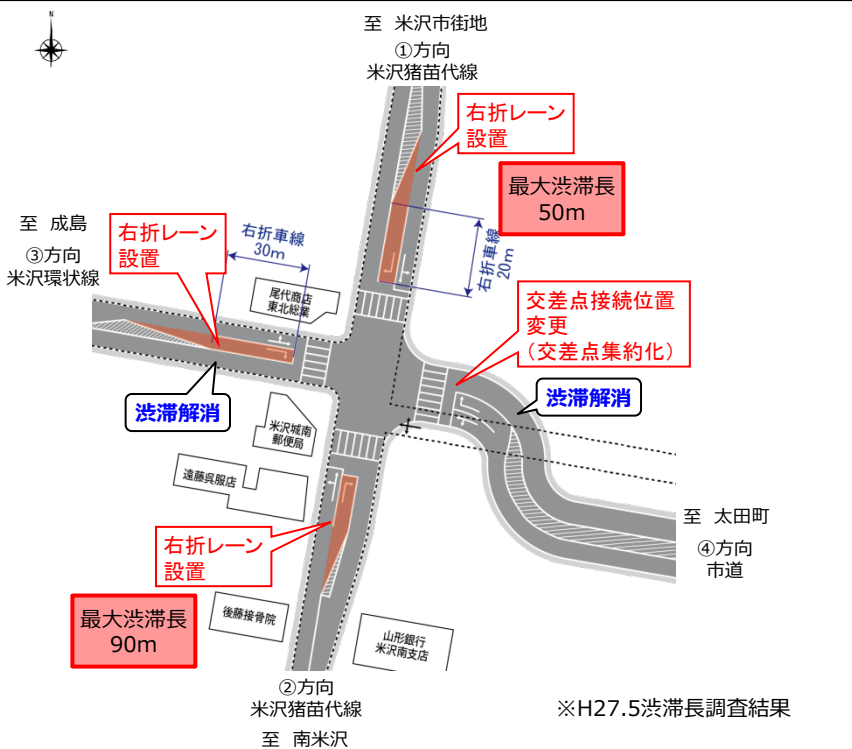 N
至 米沢市街地
①方向
米沢猪苗代線
右折レーン
設置
最大渋滞長
50m
至 成島
③方向
米沢環状線
右折レーン
設置
右折車線
30m
右折車線
20m
尾代商店
東北総業
交差点接続位置
変更
（交差点集約化）
渋滞解消
渋滞解消
米沢城南
郵便局
遠藤呉服店
至 太田町
④方向
市道
右折レーン
設置
最大渋滞長
90m
後藤接骨院
山形銀行
米沢南支店
②方向
米沢猪苗代線
至 南米沢
※H27.5渋滞長調査結果